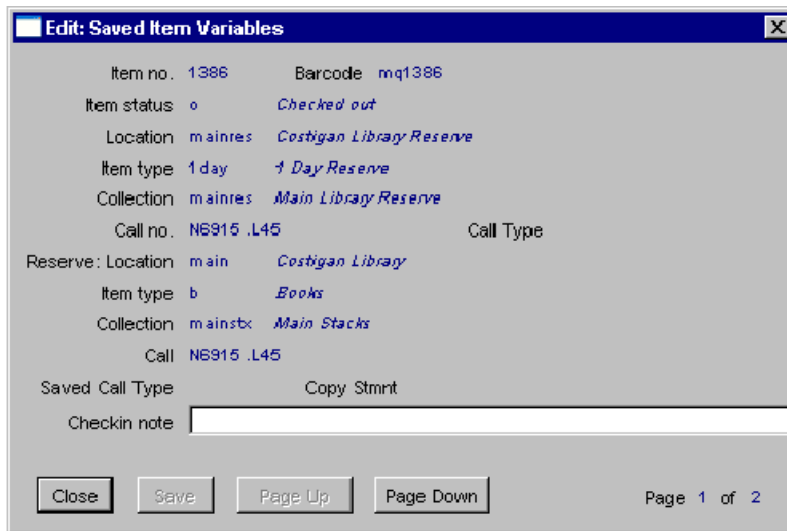 Edit: Saved Item Variables X
Item no. 1386 Barcode mq1386
Item status o Checked out
Location mainres Costigan Library Reserve
Item type 1day 1 Day Reserve
Collection mainres Main Library Reserve
Call no. N6915 .L45 Call Type
Reserve: Location main Costigan Library
Item type b Books
Collection mainstx Main Stacks
Call N6915 .L45
Saved Call Type Copy Stmnt
Checkin note
Close Save Page Up Page Down Page 1 of 2